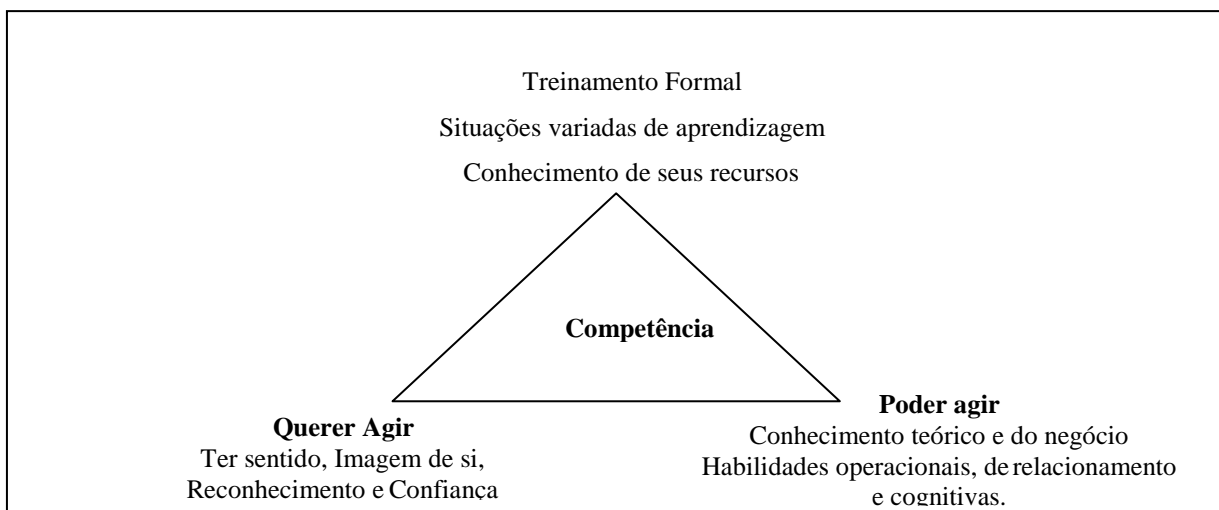 Treinamento Formal
Situações variadas de aprendizagem
Conhecimento de seus recursos
Competência
Querer Agir
Ter sentido, Imagem de si,
Reconhecimento e Confiança
Poder agir
Conhecimento teórico e do negócio
Habilidades operacionais, de relacionamento
e cognitivas.